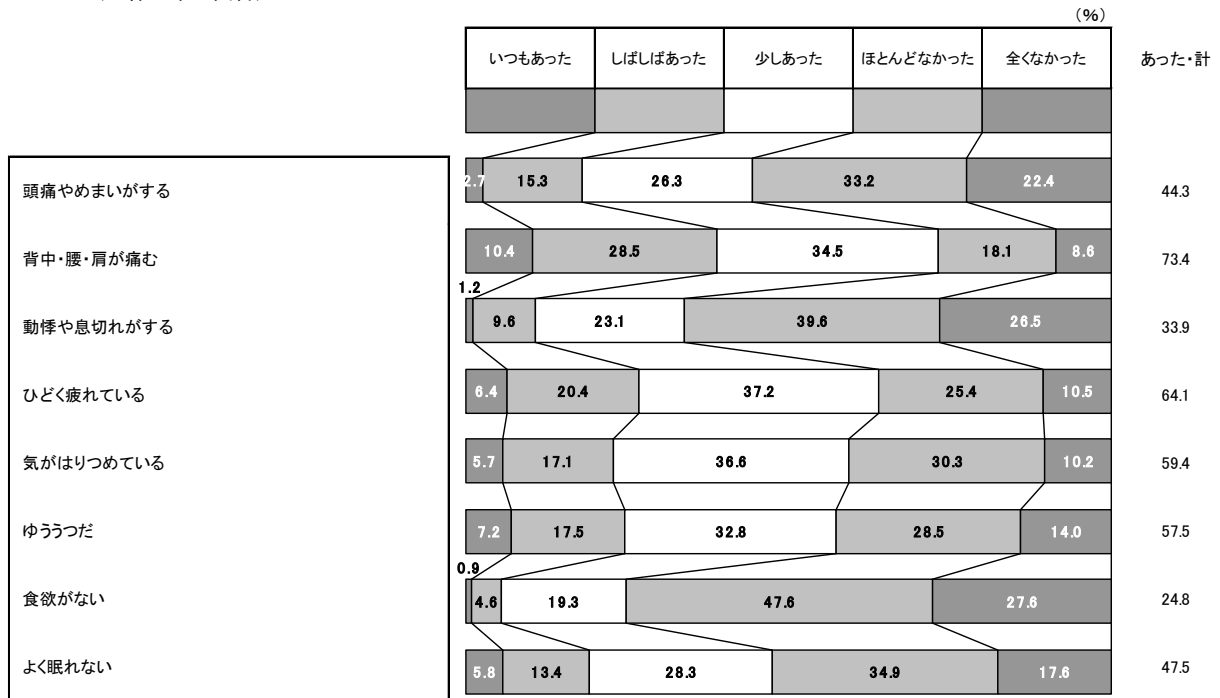 （%）
いつもあった しばしばあった 少しあった ほとんどなかった 全くなかった あった・計
頭痛やめまいがする 2.7 15.3 26.3 33.2 22.4 44.3
背中・腰・肩が痛む 10.4 28.5 34.5 18.1 8.6 73.4
動悸や息切れがする 1.2 9.6 23.1 39.6 26.5 33.9
ひどく疲れている 6.4 20.4 37.2 25.4 10.5 64.1
気がはりつめている 5.7 17.1 36.6 30.3 10.2 59.4
ゆううつだ 7.2 17.5 32.8 28.5 14.0 57.5
食欲がない 0.9 4.6 19.3 47.6 27.6 24.8
よく眠れない 5.8 13.4 28.3 34.9 17.6 47.5